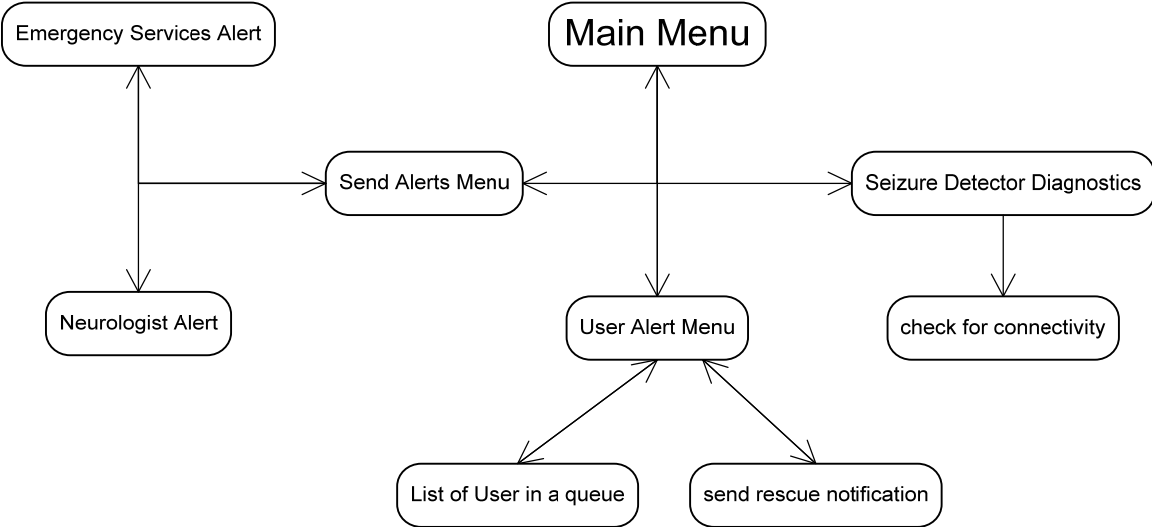 Emergency Services Alert
Main Menu
Send Alerts Menu
Seizure Detector Diagnostics
Neurologist Alert
User Alert Menu
check for connectivity
List of User in a queue
send rescue notification